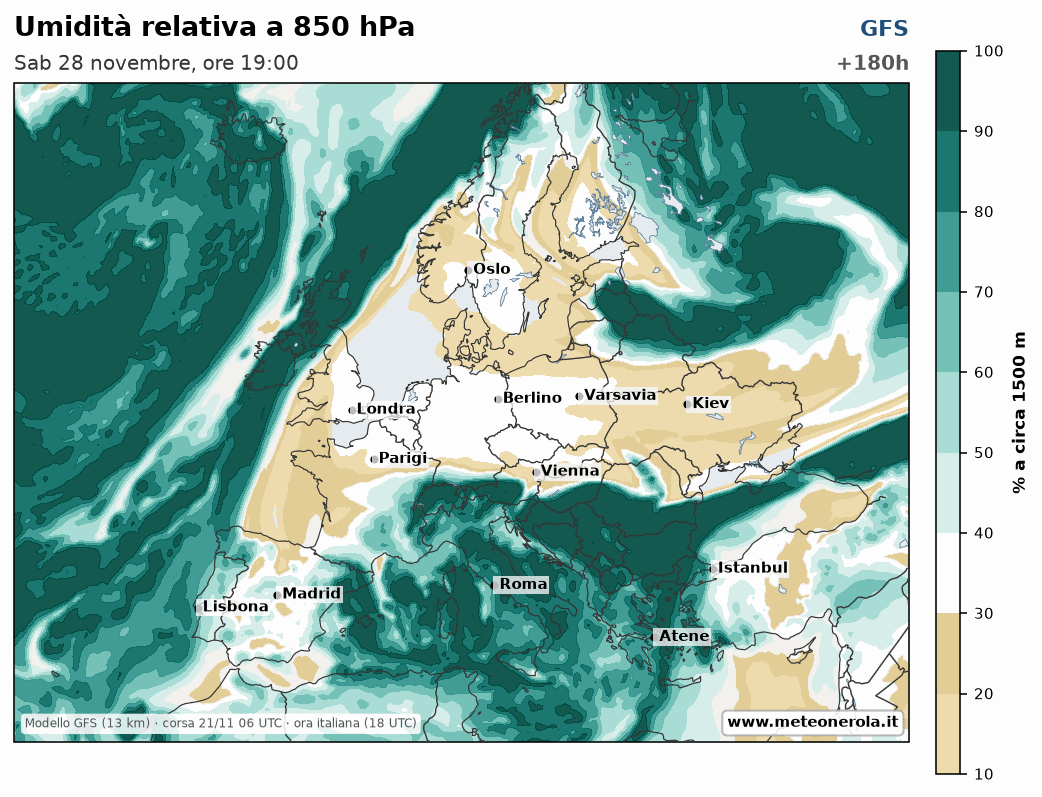 Umidità relativa a 850 hPa
GFS
Sab 28 novembre, ore 19:00
+180h
100
90
80
70
60
50
40
30
20
10
% a circa 1500 m
Oslo
Berlino
Varsavia
Londra
Kiev
Parigi
Vienna
Istanbul
Roma
Madrid
Lisbona
Atene
Modello GFS (13 km) · corsa 21/11 06 UTC · ora italiana (18 UTC)
www.meteonerola.it